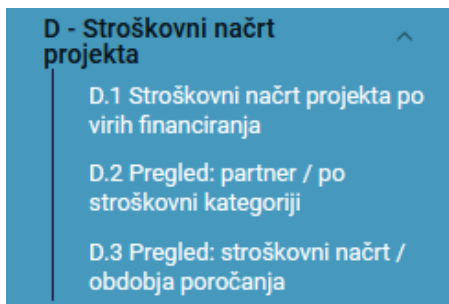 D - Stroškovni načrt
projekta
D.1 Stroškovni načrt projekta po
virih financiranja
D.2 Pregled: partner / po
stroškovni kategoriji
D.3 Pregled: stroškovni načrt /
obdobja poročanja